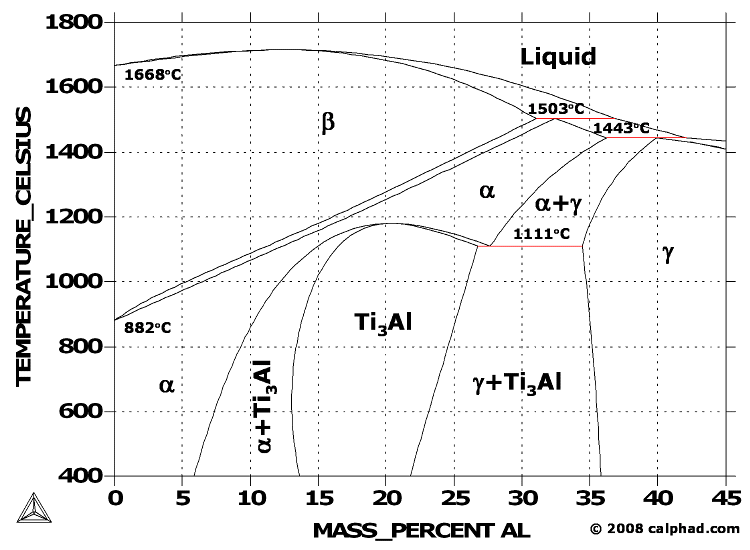 1800
1600
1400
1200
1000
800
600
400
TEMPERATURE_CELSIUS
Liquid
1668°C
1503°C
1443°C
β
α
α+γ
1111°C
γ
882°C
Ti3Al
α
α+Ti3Al
γ+Ti3Al
0 5 10 15 20 25 30 35 40 45
MASS_PERCENT AL
© 2008 calphad.com